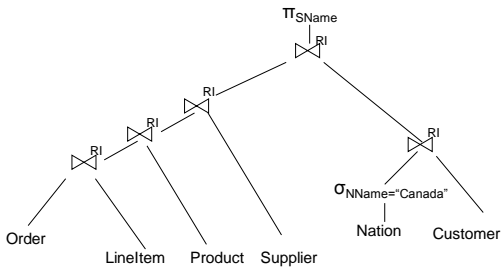 π SName
RI
RI
RI
RI
RI
σ NName="Canada"
Order
LineItem
Product
Supplier
Nation
Customer